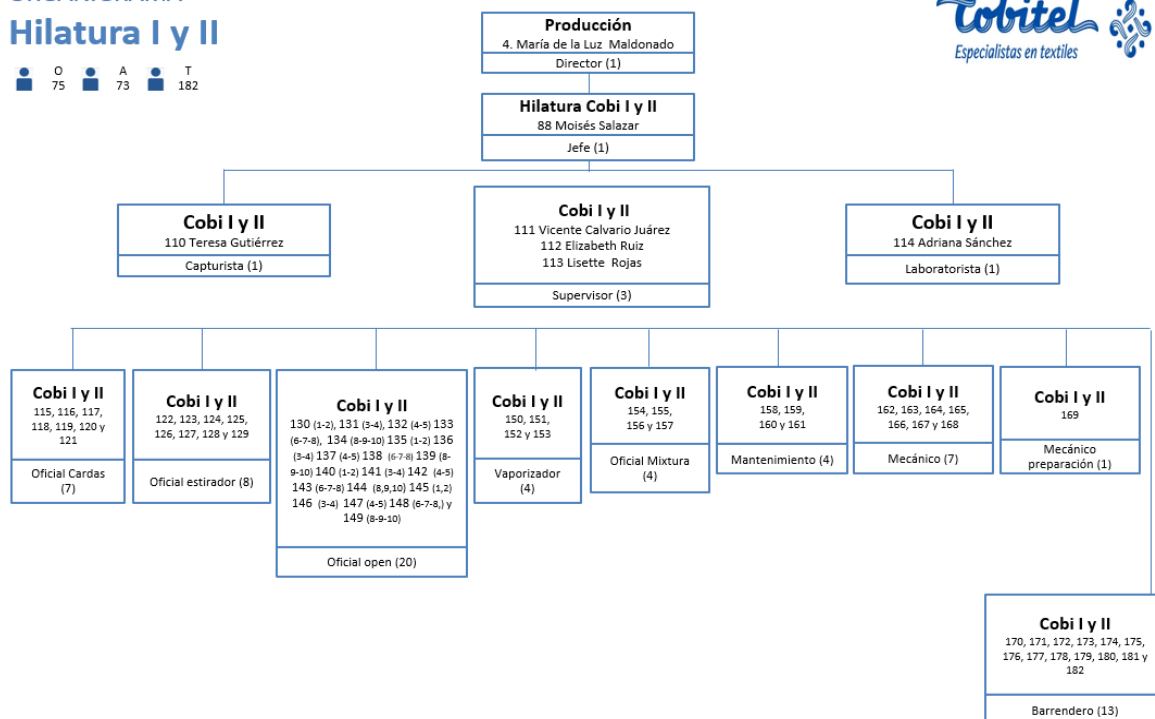 ORGANIGRAMA
Hilatura I y II
O A T
75 73 182
Cobitel
Especialistas en textiles
Producción
4. María de la Luz Maldonado
Director (1)
Hilatura Cobi I y II
88 Moisés Salazar
Jefe (1)
Cobi I y II
110 Teresa Gutiérrez
Capturista (1)
Cobi I y II
111 Vicente Calvario Juárez
112 Elizabeth Ruiz
113 Lisette Rojas
Supervisor (3)
Cobi I y II
114 Adriana Sánchez
Laboratorista (1)
Cobi I y II
115, 116, 117,
118, 119, 120 y
121
Oficial Cardas
(7)
Cobi I y II
122, 123, 124, 125,
126, 127, 128 y 129
Oficial estirador (8)
Cobi I y II
130 (1-2), 131 (3-4), 132 (4-5) 133
(6-7-8), 134 (8-9-10) 135 (1-2) 136
(3-4) 137 (4-5) 138 (6-7-8) 139 (8-
9-10) 140 (1-2) 141 (3-4) 142 (4-5)
143 (6-7-8) 144 (8,9,10) 145 (1,2)
146 (3-4) 147 (4-5) 148 (6-7-8,) y
149 (8-9-10)
Oficial open (20)
Cobi I y II
150, 151,
152 y 153
Vaporizador
(4)
Cobi I y II
154, 155,
156 y 157
Oficial Mixtura
(4)
Cobi I y II
158, 159,
160 y 161
Mantenimiento (4)
Cobi I y II
162, 163, 164, 165,
166, 167 y 168
Mecánico (7)
Cobi I y II
169
Mecánico
preparación (1)
Cobi I y II
170, 171, 172, 173, 174, 175,
176, 177, 178, 179, 180, 181 y
182
Barrendero (13)